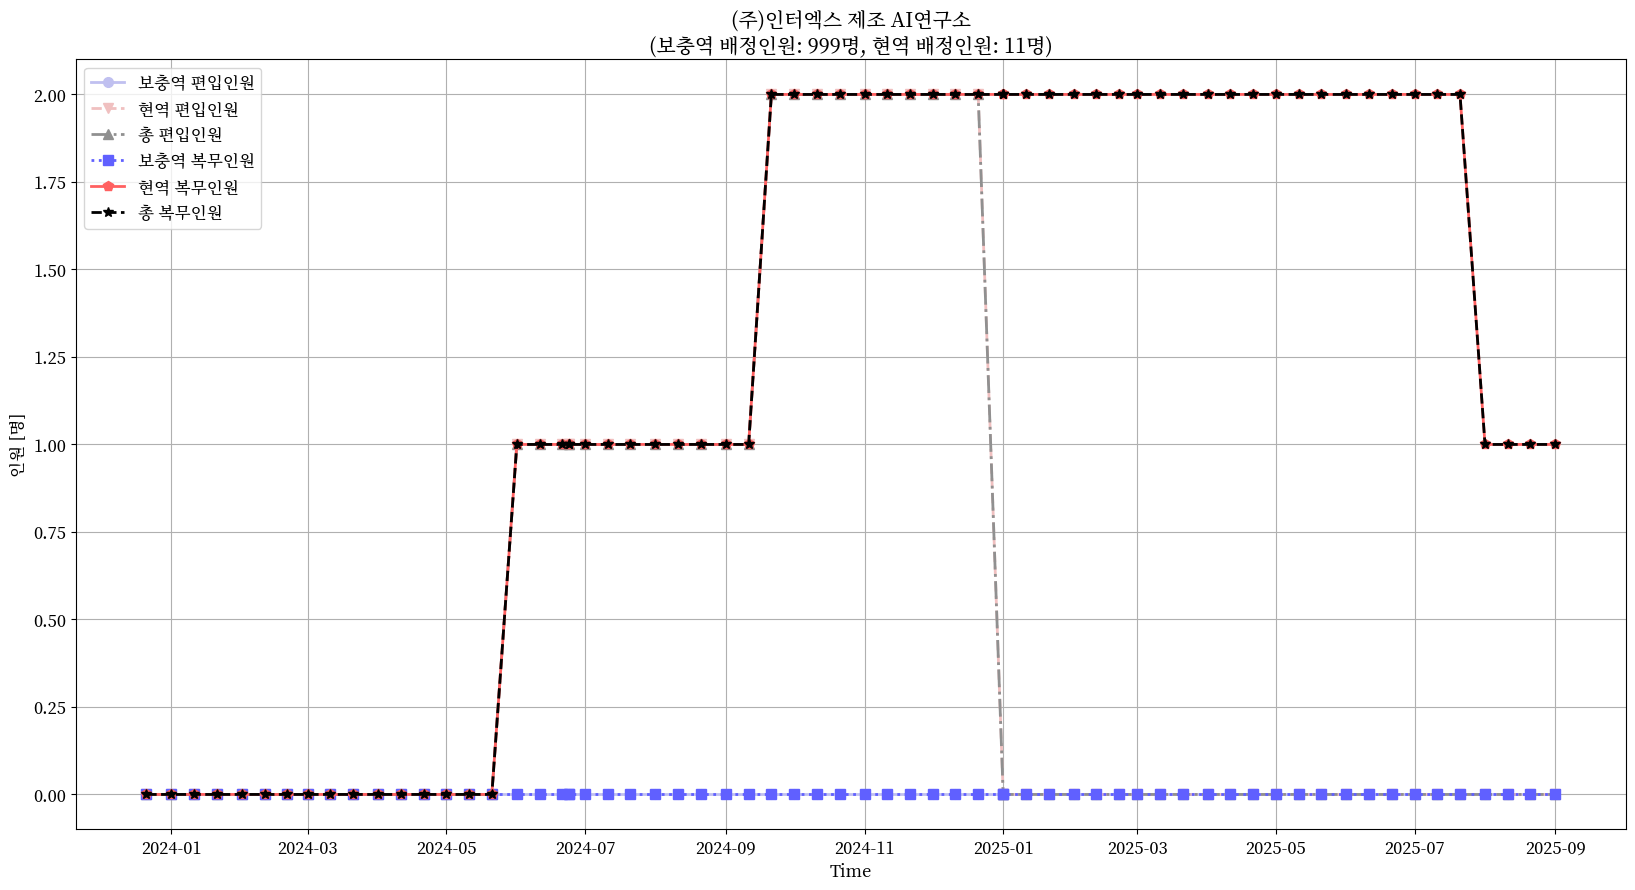 (주)인터엑스 제조 AI연구소
(보충역 배정인원: 999명, 현역 배정인원: 11명)
보충역 편입인원
현역 편입인원
총 편입인원
보충역 복무인원
현역 복무인원
총 복무인원
2.00
1.75
1.50
1.25
1.00
0.75
0.50
0.25
0.00
인원 [명]
2024-01 2024-03 2024-05 2024-07 2024-09 2024-11 2025-01 2025-03 2025-05 2025-07 2025-09
Time